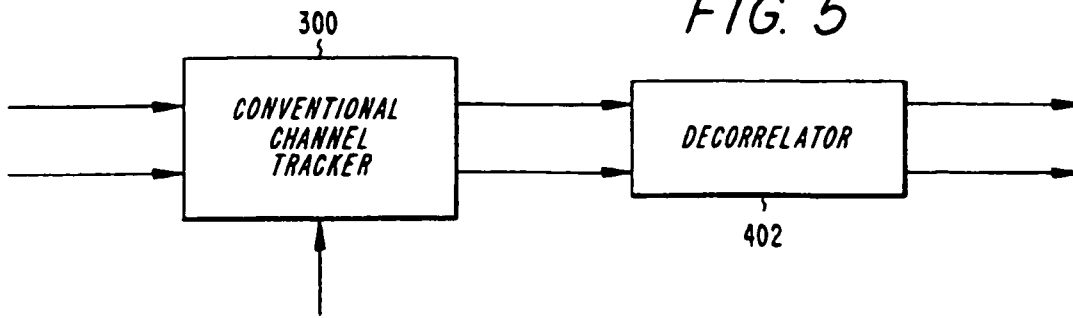 FIG. 5
300
CONVENTIONAL
CHANNEL
TRACKER
DECORRELATOR
402